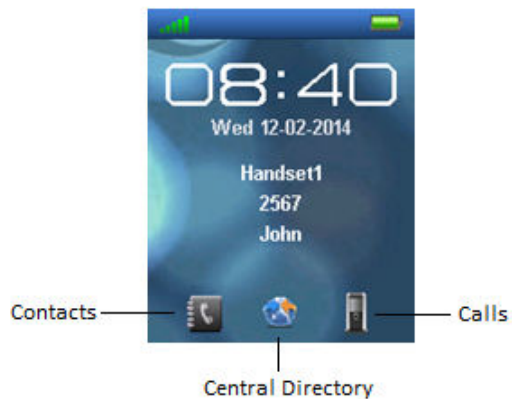 08:40
Wed 12-02-2014
Handset1
2567
John
Contacts
Calls
Central Directory